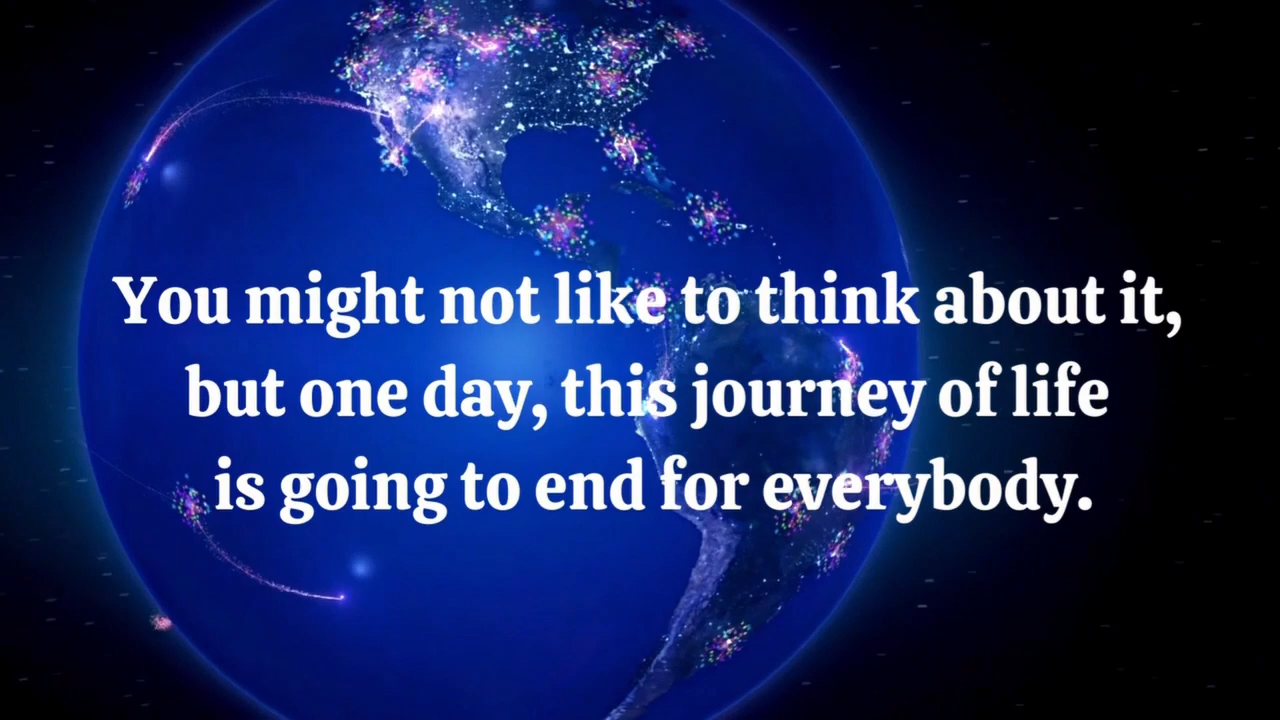 You might not like to think about it,
but one day, this journey of life
is going to end for everybody.